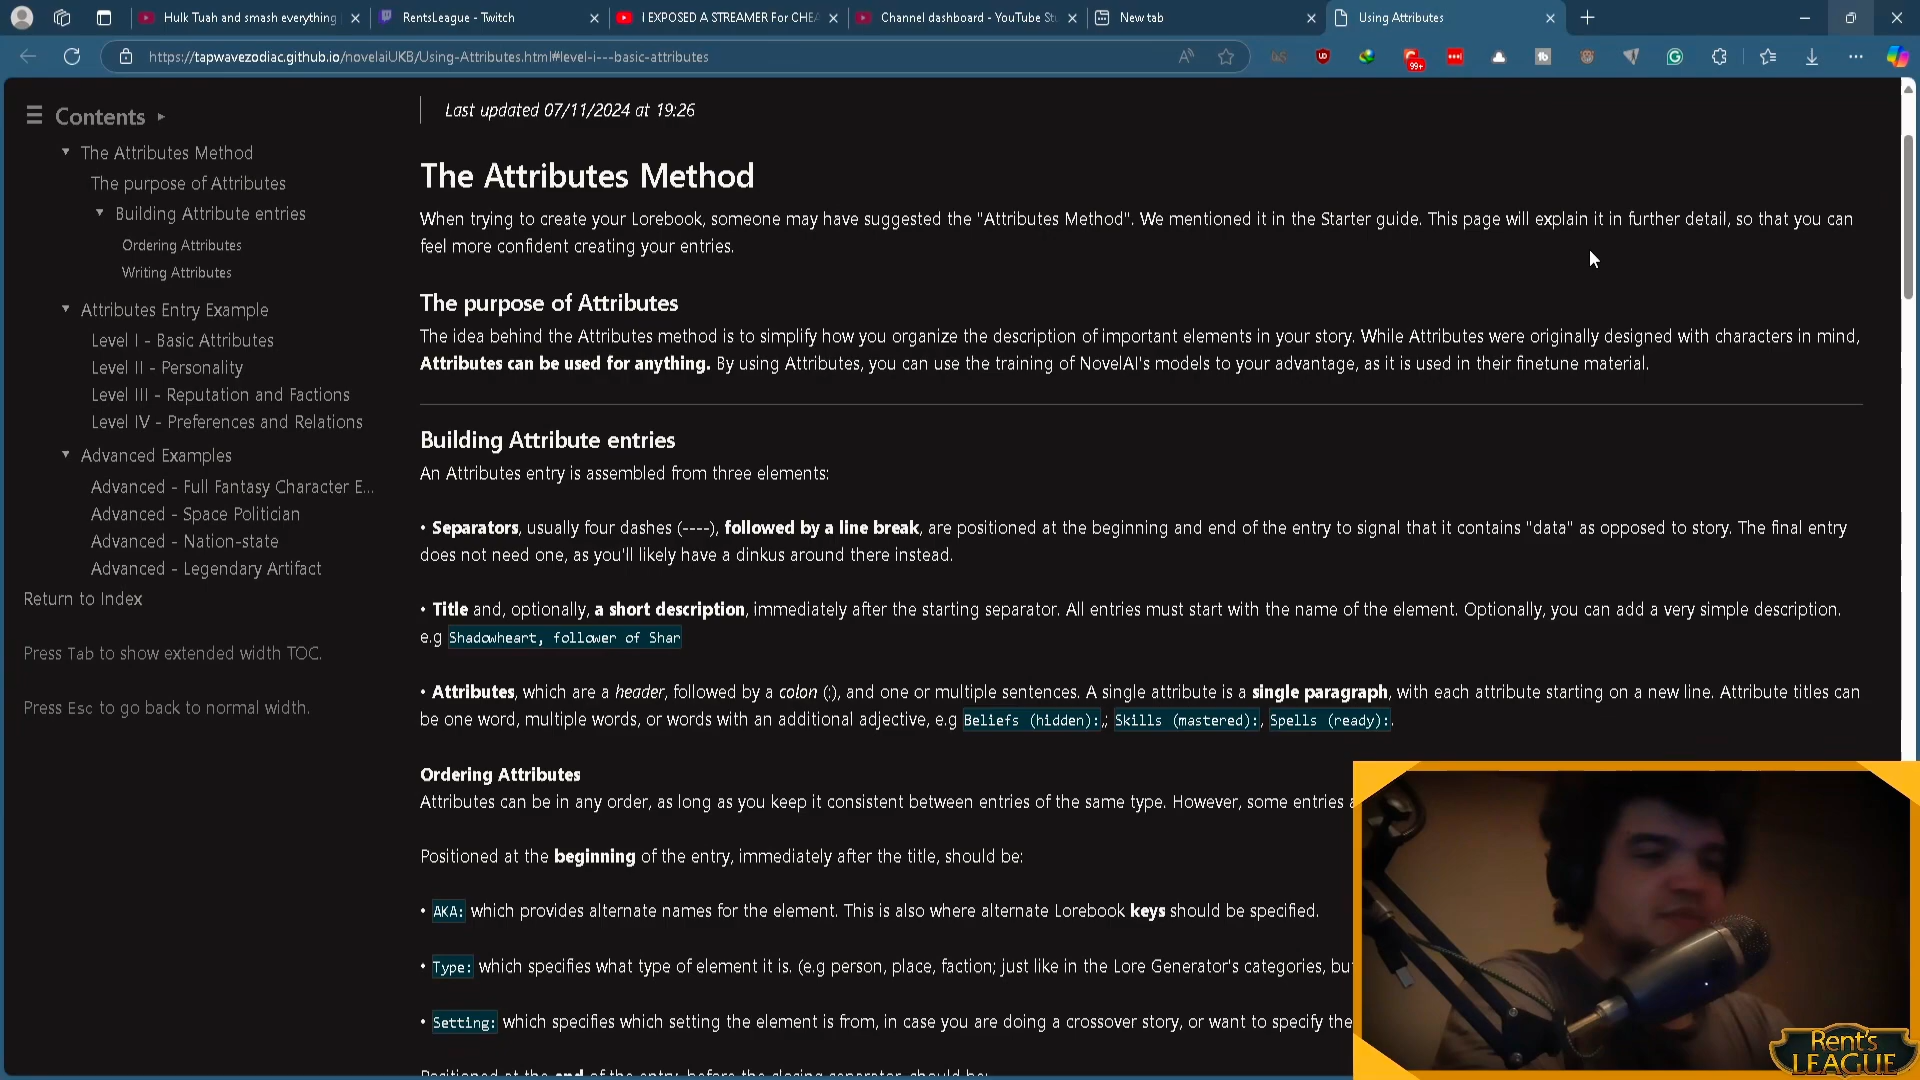 Hulk Tuah and smash everything
RentsLeague - Twitch
I EXPOSED A STREAMER For CHEA
Channel dashboard - YouTube Stu
New tab
Using Attributes
https://tapwavezodiac.github.io/novelaiUKB/Using-Attributes.html#level-i---basic-attributes
99+
Contents
The Attributes Method
The purpose of Attributes
Building Attribute entries
Ordering Attributes
Writing Attributes
Attributes Entry Example
Level I - Basic Attributes
Level II - Personality
Level III - Reputation and Factions
Level IV - Preferences and Relations
Advanced Examples
Advanced - Full Fantasy Character E...
Advanced - Space Politician
Advanced - Nation-state
Advanced - Legendary Artifact
Return to Index
Press Tab to show extended width TOC.
Press Esc to go back to normal width.
Last updated 07/11/2024 at 19:26
The Attributes Method
When trying to create your Lorebook, someone may have suggested the "Attributes Method". We mentioned it in the Starter guide. This page will explain it in further detail, so that you can
feel more confident creating your entries.
The purpose of Attributes
The idea behind the Attributes method is to simplify how you organize the description of important elements in your story. While Attributes were originally designed with characters in mind,
Attributes can be used for anything. By using Attributes, you can use the training of NovelAI's models to your advantage, as it is used in their finetune material.
Building Attribute entries
An Attributes entry is assembled from three elements:
• Separators, usually four dashes (----), followed by a line break, are positioned at the beginning and end of the entry to signal that it contains "data" as opposed to story. The final entry
does not need one, as you'll likely have a dinkus around there instead.
• Title and, optionally, a short description, immediately after the starting separator. All entries must start with the name of the element. Optionally, you can add a very simple description.
e.g Shadowheart, follower of Shar
• Attributes, which are a header, followed by a colon (:), and one or multiple sentences. A single attribute is a single paragraph, with each attribute starting on a new line. Attribute titles can
be one word, multiple words, or words with an additional adjective, e.g Beliefs (hidden):,; Skills (mastered):, Spells (ready):.
Ordering Attributes
Attributes can be in any order, as long as you keep it consistent between entries of the same type. However, some entries a
Positioned at the beginning of the entry, immediately after the title, should be:
• AKA: which provides alternate names for the element. This is also where alternate Lorebook keys should be specified.
• Type: which specifies what type of element it is. (e.g person, place, faction; just like in the Lore Generator's categories, bu
• Setting: which specifies which setting the element is from, in case you are doing a crossover story, or want to specify the
Positioned at the end of the entry, before the closing separator, should be:
Rent's
LEAGUE